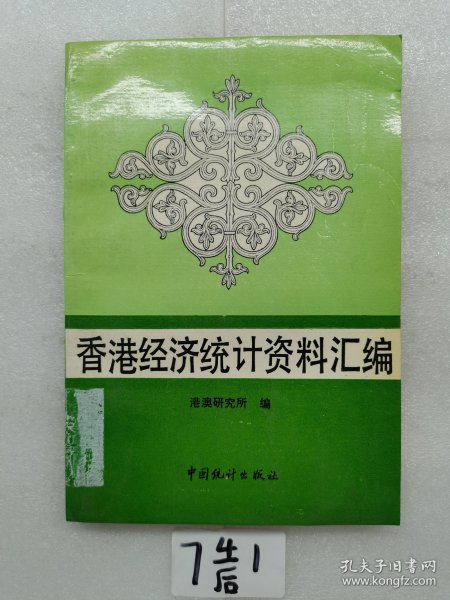 香港经济统计资料汇编
港澳研究所 编
中国统计出版社
7 1
后
孔夫子旧书网
www.kongfz.com